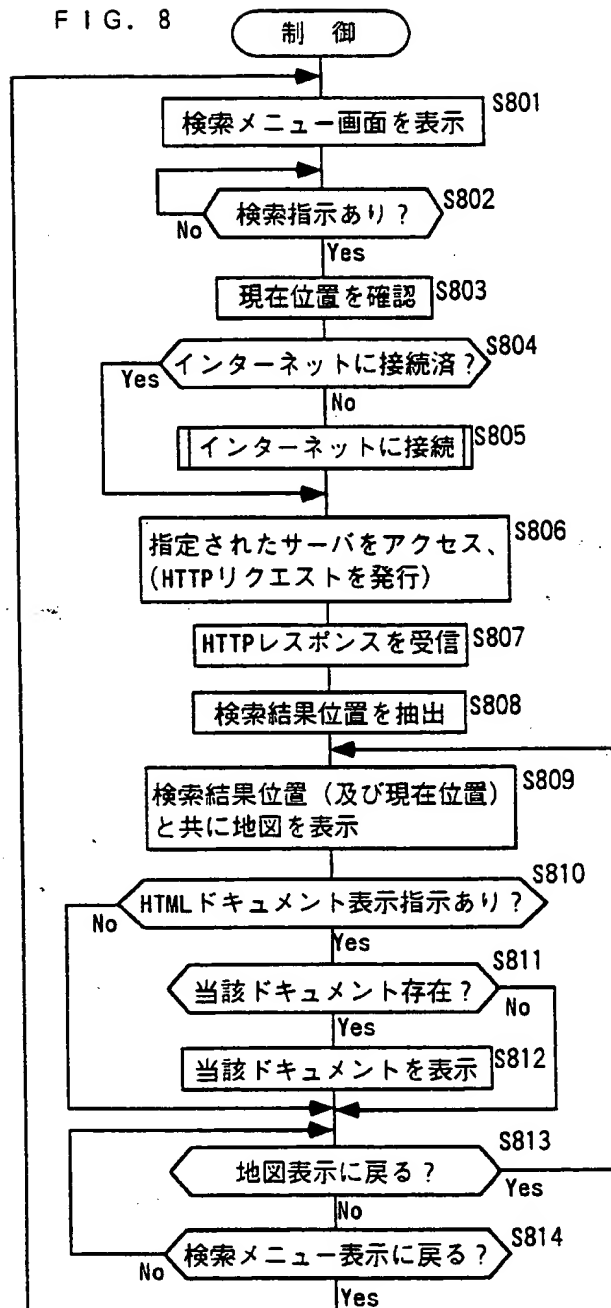 FIG. 8
制 御
S801
検索メニュー画面を表示
S802
検索指示あり?
No
Yes
現在位置を確認
S803
S804
インターネットに接続済?
Yes
No
S805
インターネットに接続
S806
指定されたサーバをアクセス、
(HTTPリクエストを発行)
HTTPレスポンスを受信
S807
検索結果位置を抽出
S808
S809
検索結果位置(及び現在位置)
と共に地図を表示
S810
HTMLドキュメント表示指示あり?
No
Yes
S811
当該ドキュメント存在?
No
Yes
当該ドキュメントを表示
S812
S813
地図表示に戻る?
Yes
No
S814
検索メニュー表示に戻る?
No
Yes